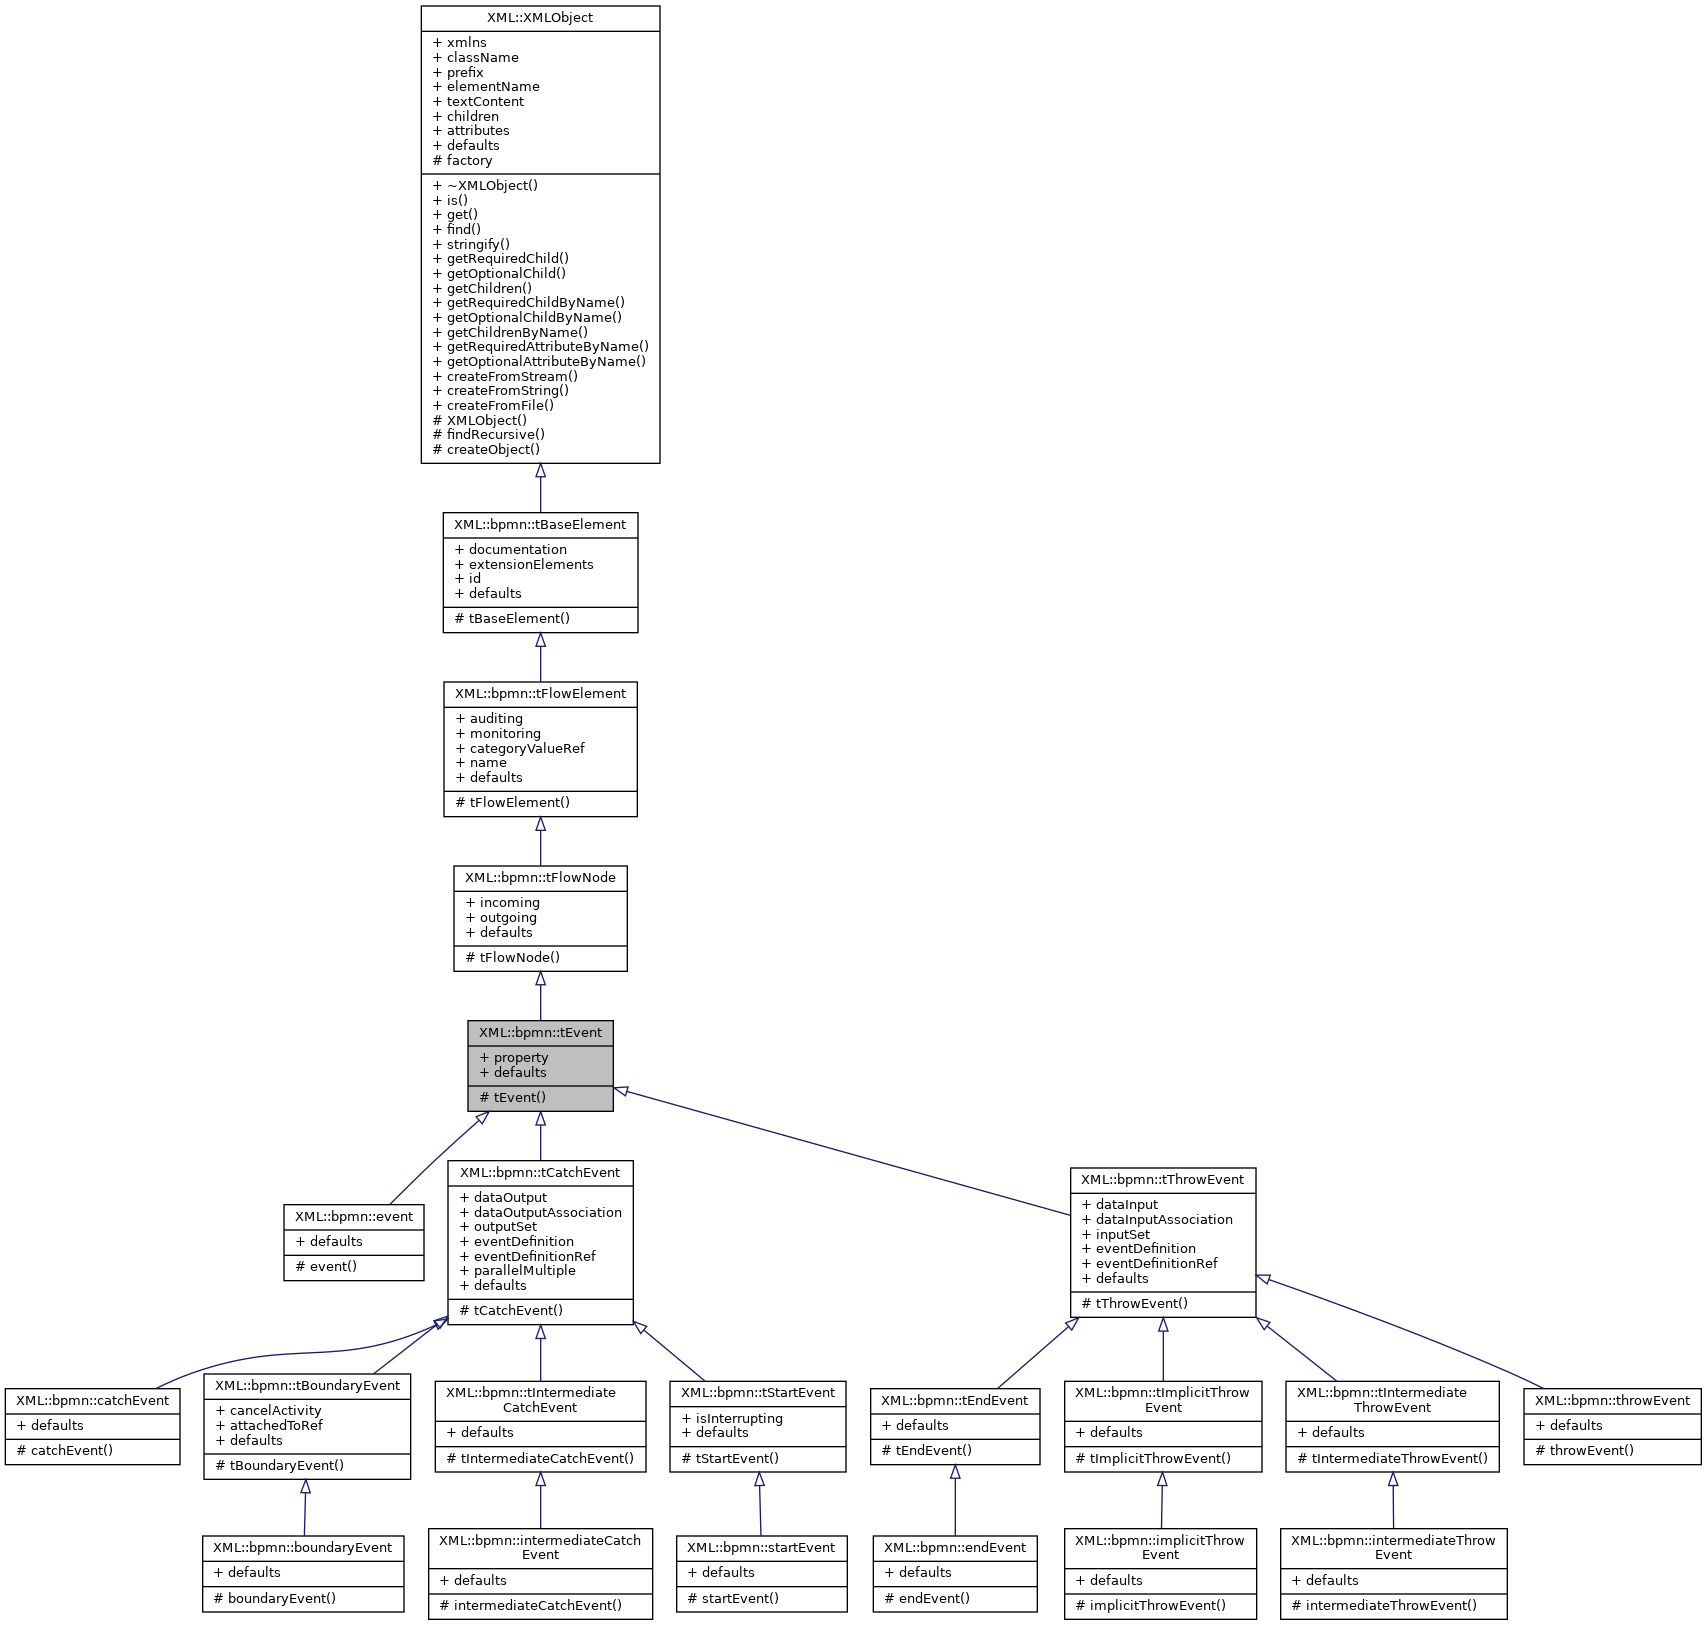 XML::XMLObject
+ xmlns
+ className
+ prefix
+ elementName
+ textContent
+ children
+ attributes
+ defaults
# factory
+ ~XMLObject()
+ is()
+ get()
+ find()
+ stringify()
+ getRequiredChild()
+ getOptionalChild()
+ getChildren()
+ getRequiredChildByName()
+ getOptionalChildByName()
+ getChildrenByName()
+ getRequiredAttributeByName()
+ getOptionalAttributeByName()
+ createFromStream()
+ createFromString()
+ createFromFile()
# XMLObject()
# findRecursive()
# createObject()
XML::bpmn::tBaseElement
+ documentation
+ extensionElements
+ id
+ defaults
# tBaseElement()
XML::bpmn::tFlowElement
+ auditing
+ monitoring
+ categoryValueRef
+ name
+ defaults
# tFlowElement()
XML::bpmn::tFlowNode
+ incoming
+ outgoing
+ defaults
# tFlowNode()
XML::bpmn::tEvent
+ property
+ defaults
# tEvent()
XML::bpmn::event
+ defaults
# event()
XML::bpmn::tCatchEvent
+ dataOutput
+ dataOutputAssociation
+ outputSet
+ eventDefinition
+ eventDefinitionRef
+ parallelMultiple
+ defaults
# tCatchEvent()
XML::bpmn::tThrowEvent
+ dataInput
+ dataInputAssociation
+ inputSet
+ eventDefinition
+ eventDefinitionRef
+ defaults
# tThrowEvent()
XML::bpmn::catchEvent
+ defaults
# catchEvent()
XML::bpmn::tBoundaryEvent
+ cancelActivity
+ attachedToRef
+ defaults
# tBoundaryEvent()
XML::bpmn::tIntermediate
CatchEvent
+ defaults
# tIntermediateCatchEvent()
XML::bpmn::tStartEvent
+ isInterrupting
+ defaults
# tStartEvent()
XML::bpmn::tEndEvent
+ defaults
# tEndEvent()
XML::bpmn::tImplicitThrow
Event
+ defaults
# tImplicitThrowEvent()
XML::bpmn::tIntermediate
ThrowEvent
+ defaults
# tIntermediateThrowEvent()
XML::bpmn::throwEvent
+ defaults
# throwEvent()
XML::bpmn::boundaryEvent
+ defaults
# boundaryEvent()
XML::bpmn::intermediateCatch
Event
+ defaults
# intermediateCatchEvent()
XML::bpmn::startEvent
+ defaults
# startEvent()
XML::bpmn::endEvent
+ defaults
# endEvent()
XML::bpmn::implicitThrow
Event
+ defaults
# implicitThrowEvent()
XML::bpmn::intermediateThrow
Event
+ defaults
# intermediateThrowEvent()